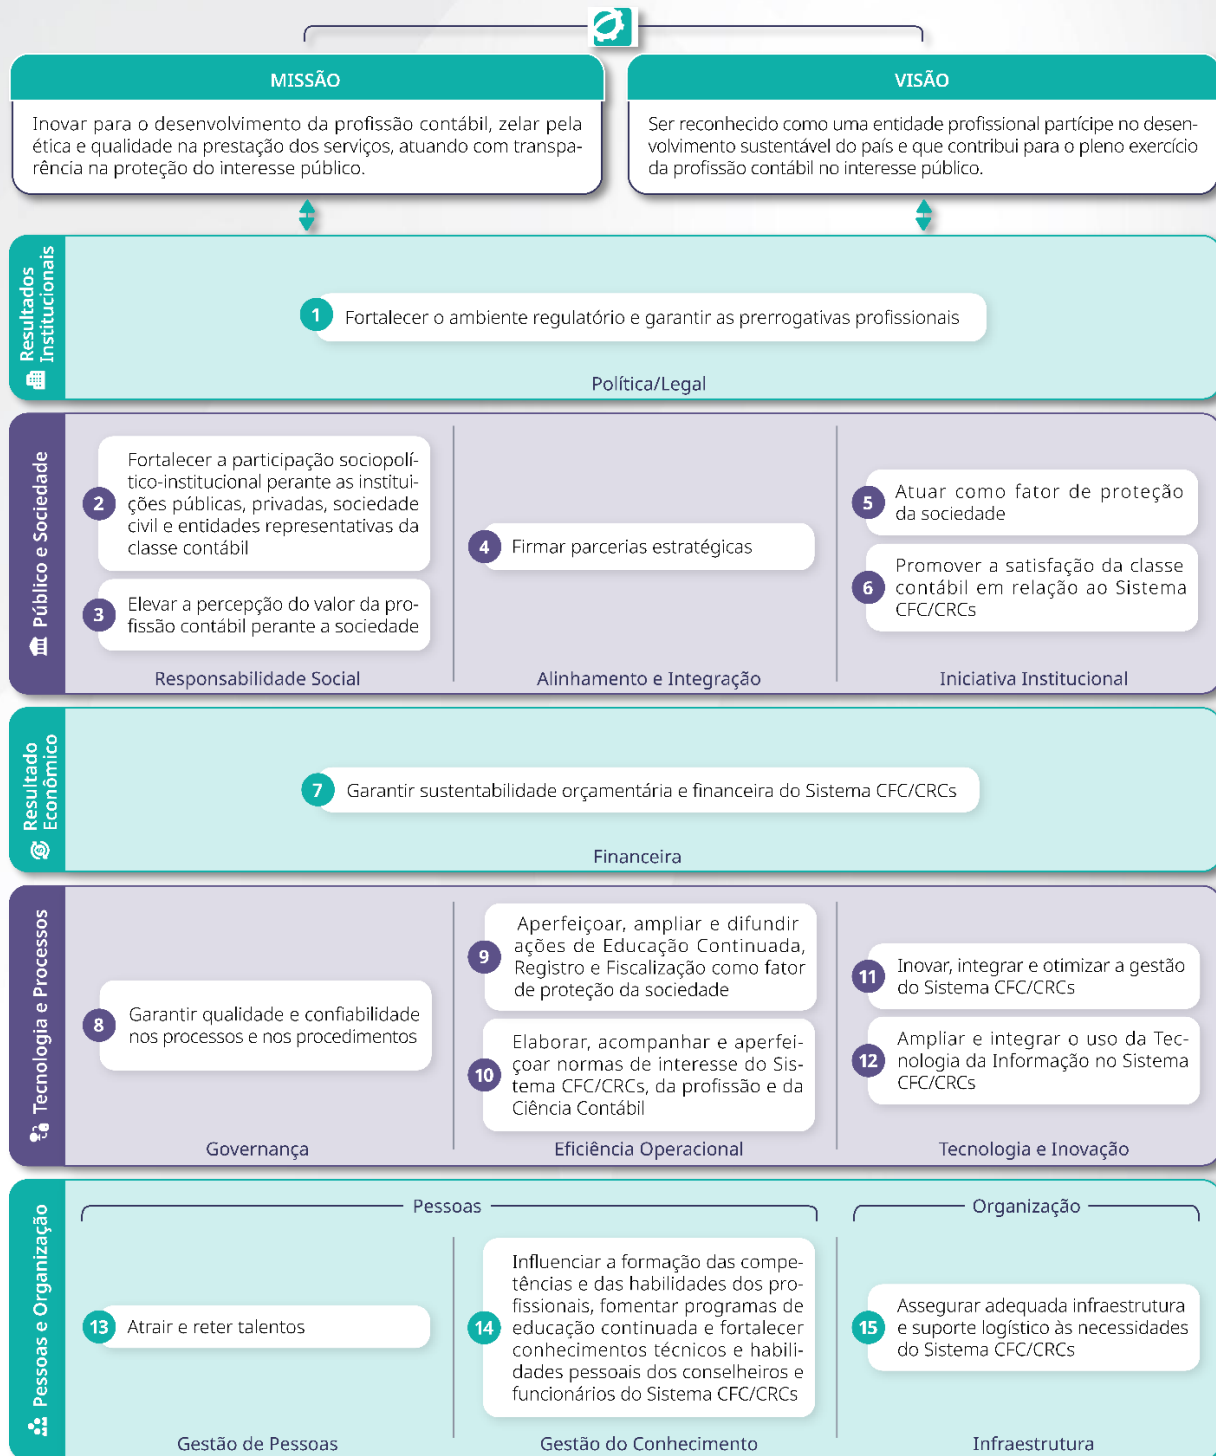 MISSÃO
Inovar para o desenvolvimento da profissão contábil, zelar pela
ética e qualidade na prestação dos serviços, atuando com transpa-
rência na proteção do interesse público.
VISÃO
Ser reconhecido como uma entidade profissional partícipe no desen-
volvimento sustentável do país e que contribui para o pleno exercício
da profissão contábil no interesse público.
Resultados
Institucionais
1 Fortalecer o ambiente regulatório e garantir as prerrogativas profissionais
Política/Legal
Público e Sociedade
2 Fortalecer a participação sociopolí-
tico-institucional perante as institui-
ções públicas, privadas, sociedade
civil e entidades representativas da
classe contábil
3 Elevar a percepção do valor da pro-
fissão contábil perante a sociedade
Responsabilidade Social
4 Firmar parcerias estratégicas
Alinhamento e Integração
5 Atuar como fator de proteção
da sociedade
6 Promover a satisfação da classe
contábil em relação ao Sistema
CFC/CRCs
Iniciativa Institucional
Resultado
Econômico
7 Garantir sustentabilidade orçamentária e financeira do Sistema CFC/CRCs
Financeira
Tecnologia e Processos
8 Garantir qualidade e confiabilidade
nos processos e nos procedimentos
Governança
9 Aperfeiçoar, ampliar e difundir
ações de Educação Continuada,
Registro e Fiscalização como fator
de proteção da sociedade
10 Elaborar, acompanhar e aperfei-
çoar normas de interesse do Sis-
tema CFC/CRCs, da profissão e da
Ciência Contábil
Eficiência Operacional
11 Inovar, integrar e otimizar a gestão
do Sistema CFC/CRCs
12 Ampliar e integrar o uso da Tec-
nologia da Informação no Sistema
CFC/CRCs
Tecnologia e Inovação
Pessoas e Organização
Pessoas
13 Atrair e reter talentos
Gestão de Pessoas
14 Influenciar a formação das compe-
tências e das habilidades dos pro-
fissionais, fomentar programas de
educação continuada e fortalecer
conhecimentos técnicos e habili-
dades pessoais dos conselheiros e
funcionários do Sistema CFC/CRCs
Gestão do Conhecimento
Organização
15 Assegurar adequada infraestrutura
e suporte logístico às necessidades
do Sistema CFC/CRCs
Infraestrutura